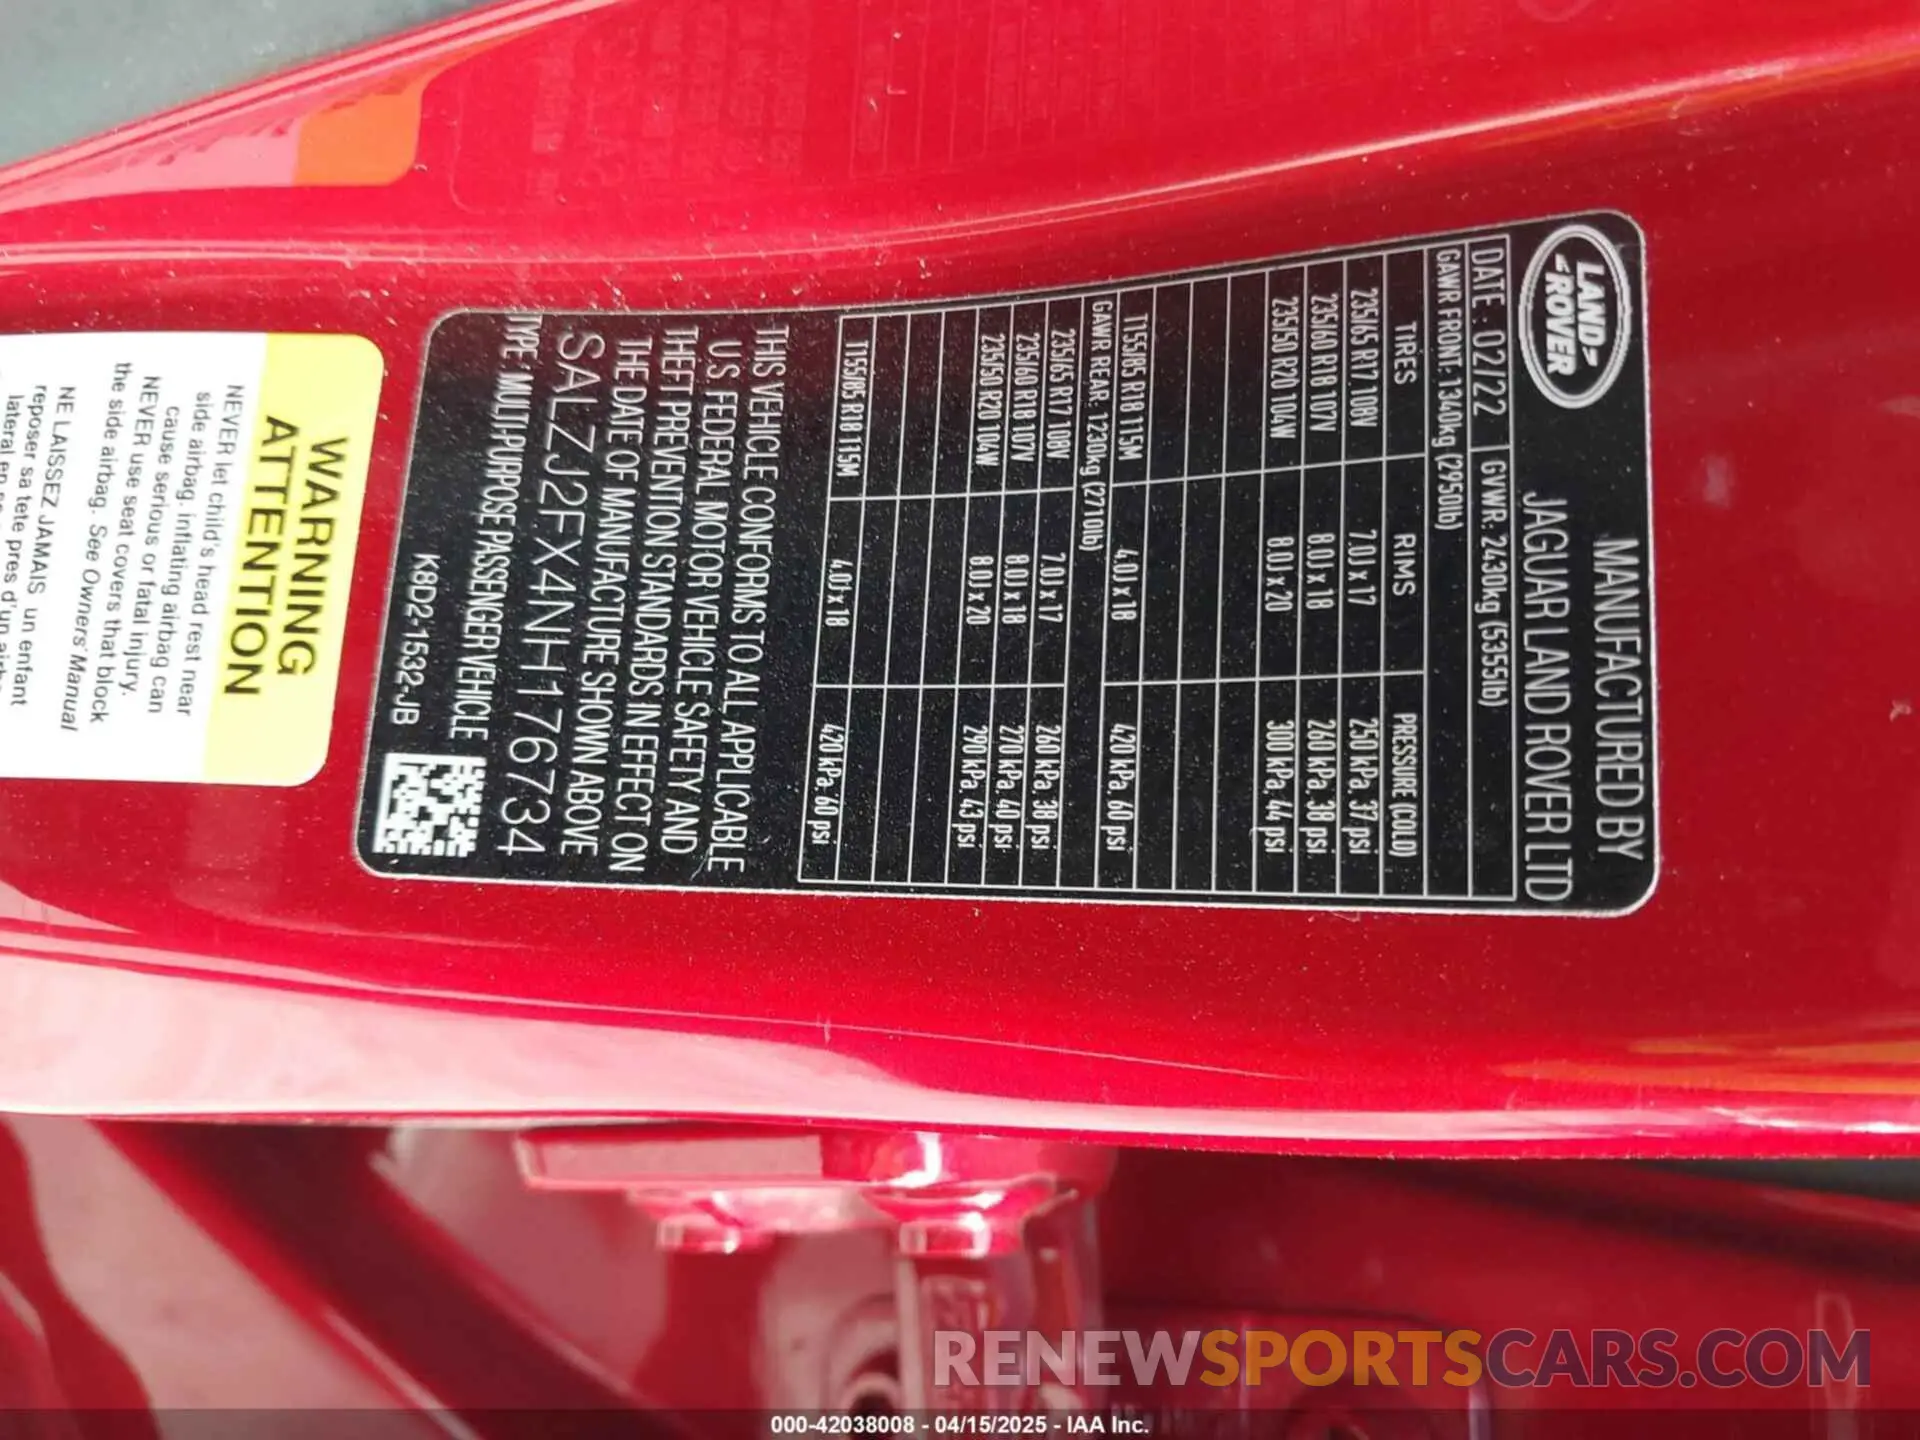 LAND
ROVER
MANUFACTURED BY
JAGUAR LAND ROVER LTD
DATE : 02/22 GVWR: 2430kg (5355lb)
GAWR FRONT: 1340kg (2950lb)
TIRES RIMS PRESSURE (COLD)
235/65 R17 108V 7.0J x 17 250 kPa 37 psi
235/60 R18 107V 8.0J x 18 260 kPa 38 psi
235/50 R20 104W 8.0J x 20 300 kPa 44 psi
T155/85 R18 115M 4.0J x 18 420 kPa 60 psi
GAWR REAR: 1230kg (2710lb)
235/65 R17 108V 7.0J x 17 260 kPa 38 psi
235/60 R18 107V 8.0J x 18 270 kPa 40 psi
235/50 R20 104W 8.0J x 20 290 kPa 43 psi
T155/85 R18 115M 4.0J x 18 420 kPa 60 psi
THIS VEHICLE CONFORMS TO ALL APPLICABLE
U.S. FEDERAL MOTOR VEHICLE SAFETY AND
THEFT PREVENTION STANDARDS IN EFFECT ON
THE DATE OF MANUFACTURE SHOWN ABOVE
SALZJ2FX4NH176734
TYPE : MULTI-PURPOSE PASSENGER VEHICLE
K8D2-1532-JB
WARNING
ATTENTION
NEVER let child's head rest near
side airbag. Inflating airbag can
cause serious or fatal injury.
NEVER use seat covers that block
the side airbag. See Owners' Manual
NE LAISSEZ JAMAIS un enfant
reposer sa tete pres d'un
RENEWSPORTSCARS.COM
000-42038008 - 04/15/2025 - IAA Inc.